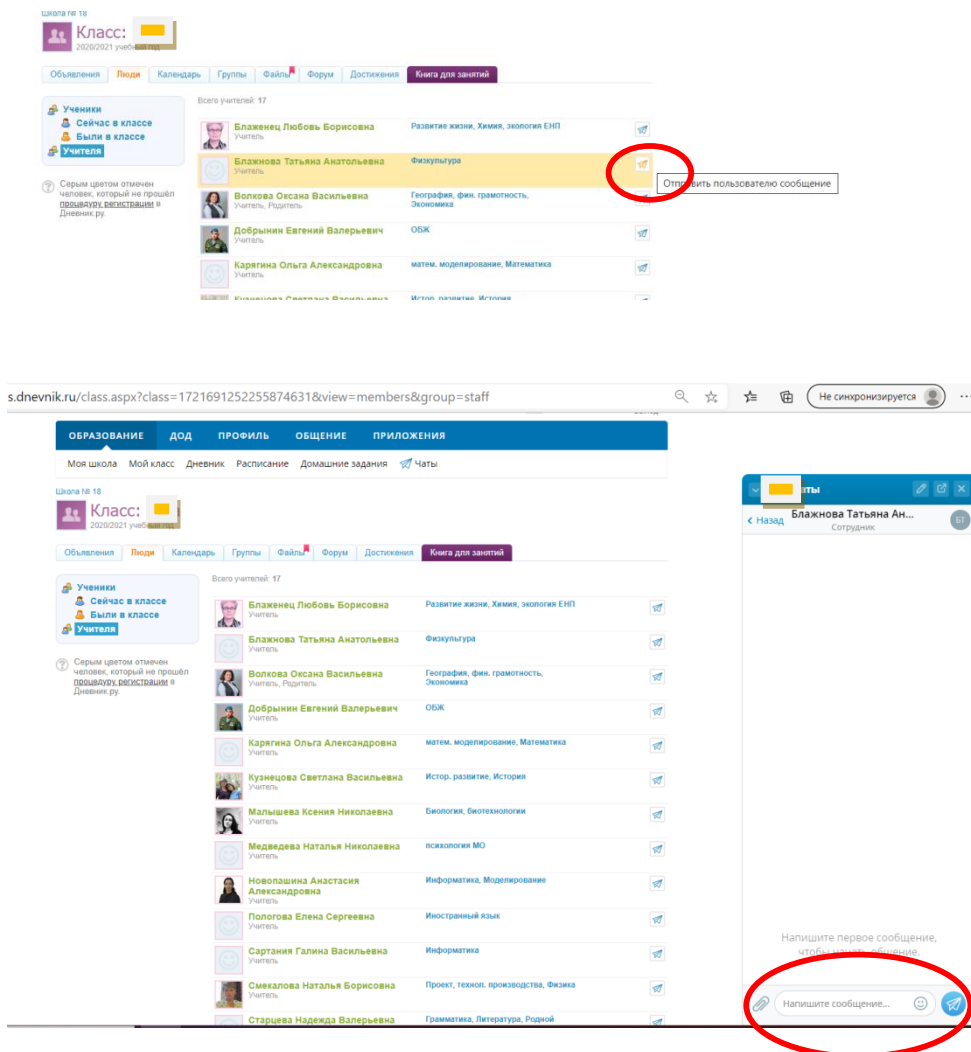 Школа № 18
Класс:
2020/2021 учебный год
Объявления Люди Календарь Группы Файлы Форум Достижения Книга для занятий
Ученики
Сейчас в классе
Были в классе
Учителя
Серым цветом отмечен
человек, который не прошёл
процедуру регистрации в
Дневник.ру.
Всего учителей: 17
Блаженец Любовь Борисовна Развитие жизни, Химия, экология ЕНП
Учитель
Блажнова Татьяна Анатольевна Физкультура
Учитель
Отправить пользователю сообщение
Волкова Оксана Васильевна География, фин. грамотность,
Учитель, Родитель Экономика
Добрынин Евгений Валерьевич ОБЖ
Учитель
Карягина Ольга Александровна матем. моделирование, Математика
Учитель
Кузнецова Светлана Васильевна Истор. развитие, История
s.dnevnik.ru/class.aspx?class=1721691252255874631&view=members&group=staff Не синхронизируется
ОБРАЗОВАНИЕ ДОД ПРОФИЛЬ ОБЩЕНИЕ ПРИЛОЖЕНИЯ
Моя школа Мой класс Дневник Расписание Домашние задания Чаты
Школа № 18
Класс:
2020/2021 учебный год
Объявления Люди Календарь Группы Файлы Форум Достижения Книга для занятий
Ученики
Сейчас в классе
Были в классе
Учителя
Серым цветом отмечен
человек, который не прошёл
процедуру регистрации в
Дневник.ру.
Всего учителей: 17
Блаженец Любовь Борисовна Развитие жизни, Химия, экология ЕНП
Учитель
Блажнова Татьяна Анатольевна Физкультура
Учитель
Волкова Оксана Васильевна География, фин. грамотность,
Учитель, Родитель Экономика
Добрынин Евгений Валерьевич ОБЖ
Учитель
Карягина Ольга Александровна матем. моделирование, Математика
Учитель
Кузнецова Светлана Васильевна Истор. развитие, История
Учитель
Малышева Ксения Николаевна Биология, биотехнологии
Учитель
Медведева Наталья Николаевна психология МО
Учитель
Новопашина Анастасия Информатика, Моделирование
Александровна
Учитель
Пологова Елена Сергеевна Иностранный язык
Учитель
Сартания Галина Васильевна Информатика
Учитель
Смекалова Наталья Борисовна Проект, технол. производства, Физика
Учитель
Старцева Надежда Валерьевна Грамматика, Литература, Родной
аты
Назад Блажнова Татьяна Ан... БТ
Сотрудник
Напишите первое сообщение,
чтобы начать общение.
Напишите сообщение...